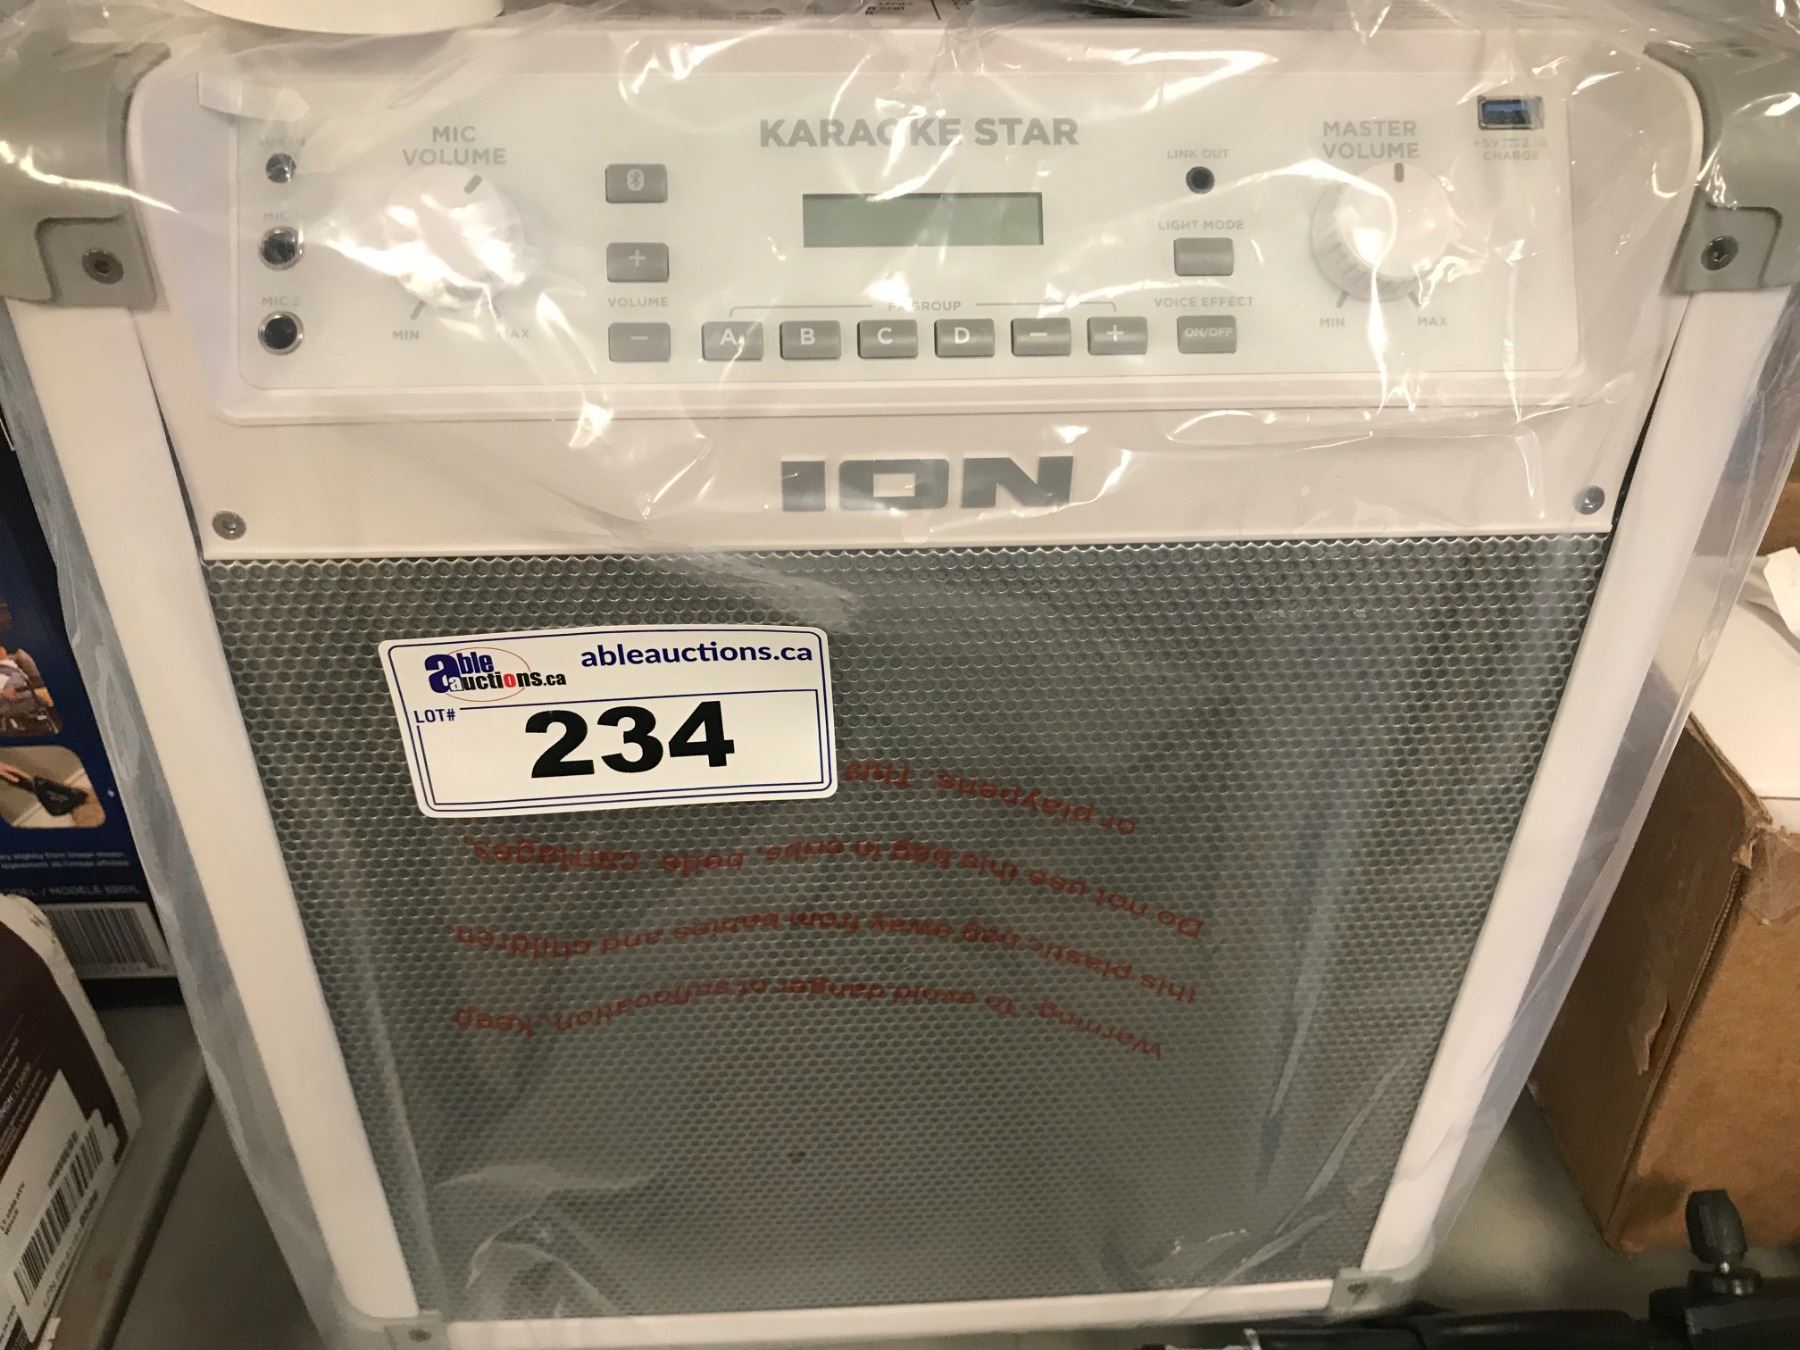 MIC
VOLUME
KARAOKE STAR
LINK OUT
MASTER
VOLUME
CHARGE
MIC
LIGHT MODE
MIC 2
VOLUME
FX GROUP
VOICE EFFECT
MIN
MAX
A B C D − +
ON/OFF
MIN
MAX
+
−
ION
able auctions.ca
ableauctions.ca
LOT#
234
Warning: To avoid danger of suffocation, keep
this plastic bag away from babies and children.
Do not use this bag in cribs, beds, carriages,
or playpens. This